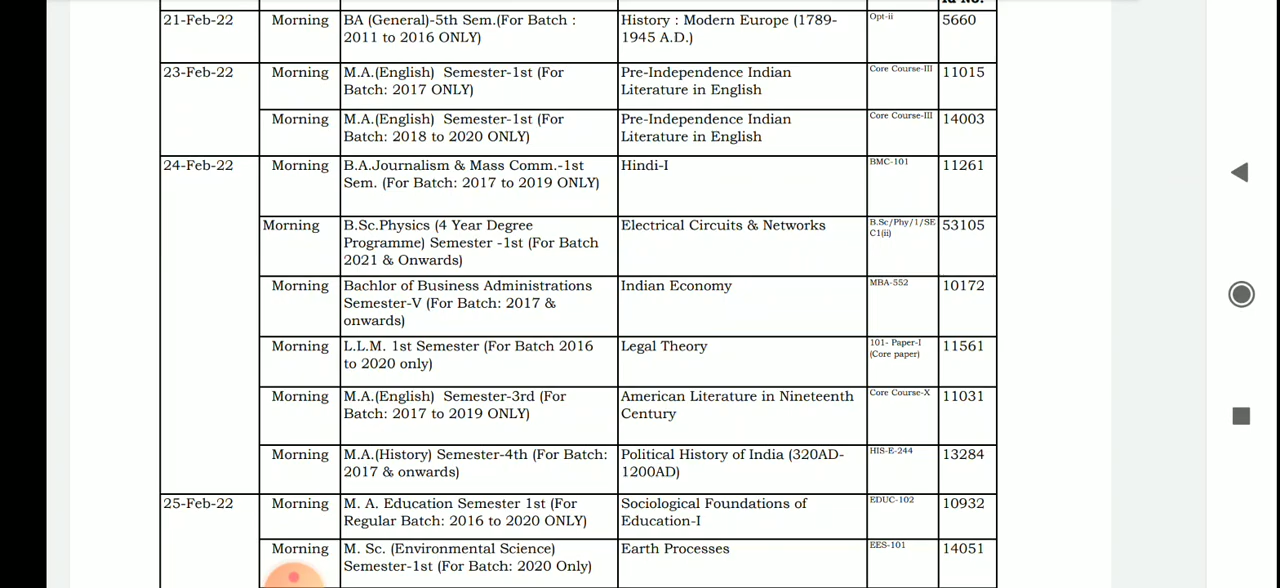 Id No.
21-Feb-22 Morning BA (General)-5th Sem.(For Batch : History : Modern Europe (1789- Opt-ii 5660
2011 to 2016 ONLY) 1945 A.D.)
23-Feb-22 Morning M.A.(English) Semester-1st (For Pre-Independence Indian Core Course-III 11015
Batch: 2017 ONLY) Literature in English
Morning M.A.(English) Semester-1st (For Pre-Independence Indian Core Course-III 14003
Batch: 2018 to 2020 ONLY) Literature in English
24-Feb-22 Morning B.A.Journalism & Mass Comm.-1st Hindi-I BMC-101 11261
Sem. (For Batch: 2017 to 2019 ONLY)
Morning B.Sc.Physics (4 Year Degree Electrical Circuits & Networks B.Sc/Phy/1/SE 53105
Programme) Semester -1st (For Batch C1(ii)
2021 & Onwards)
Morning Bachlor of Business Administrations Indian Economy MBA-552 10172
Semester-V (For Batch: 2017 &
onwards)
Morning L.L.M. 1st Semester (For Batch 2016 Legal Theory 101- Paper-I 11561
to 2020 only) (Core paper)
Morning M.A.(English) Semester-3rd (For American Literature in Nineteenth Core Course-X 11031
Batch: 2017 to 2019 ONLY) Century
Morning M.A.(History) Semester-4th (For Batch: Political History of India (320AD- HIS-E-244 13284
2017 & onwards) 1200AD)
25-Feb-22 Morning M. A. Education Semester 1st (For Sociological Foundations of EDUC-102 10932
Regular Batch: 2016 to 2020 ONLY) Education-I
Morning M. Sc. (Environmental Science) Earth Processes EES-101 14051
Semester-1st (For Batch: 2020 Only)